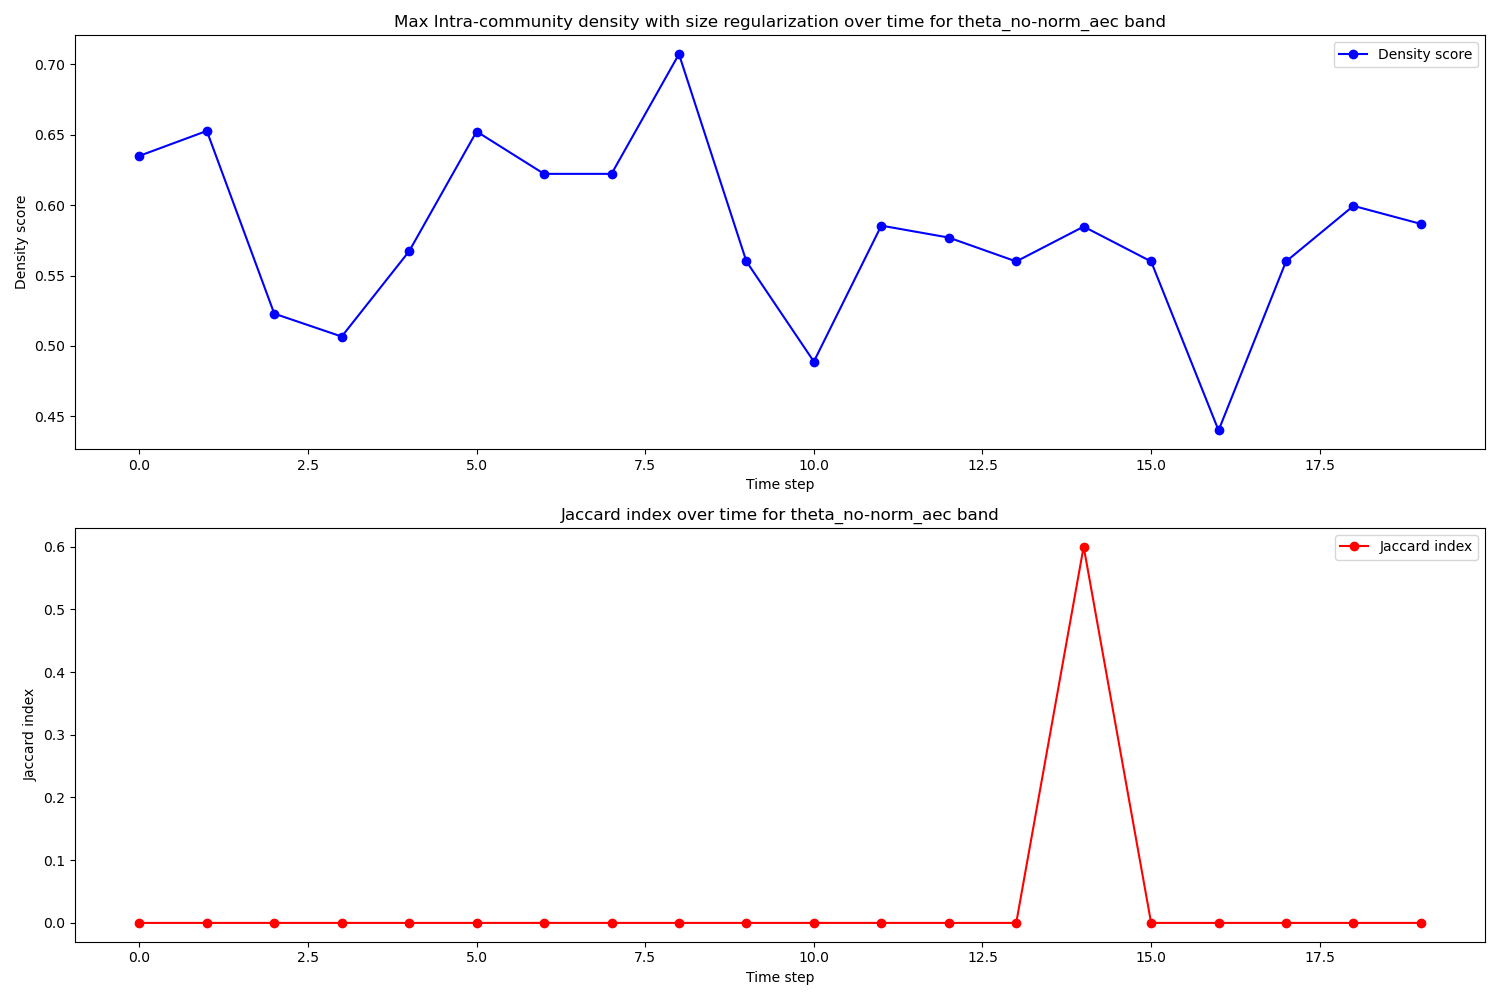 Max Intra-community density with size regularization over time for theta_no-norm_aec band
Density score
0.70
0.65
0.60
0.55
0.50
0.45
Density score
0.0 2.5 5.0 7.5 10.0 12.5 15.0 17.5
Time step
Jaccard index over time for theta_no-norm_aec band
Jaccard index
0.6
0.5
0.4
0.3
0.2
0.1
0.0
Jaccard index
0.0 2.5 5.0 7.5 10.0 12.5 15.0 17.5
Time step